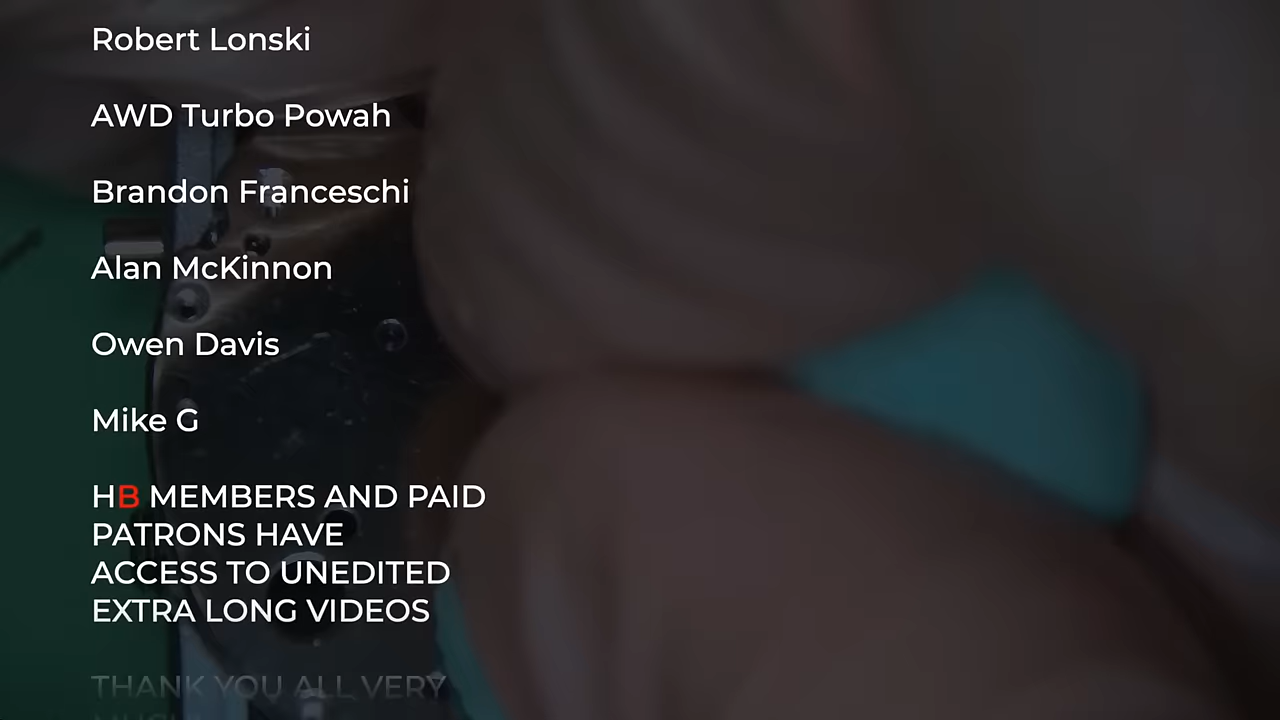 Robert Lonski
AWD Turbo Powah
Brandon Franceschi
Alan McKinnon
Owen Davis
Mike G
HB MEMBERS AND PAID
PATRONS HAVE
ACCESS TO UNEDITED
EXTRA LONG VIDEOS
THANK YOU ALL VERY